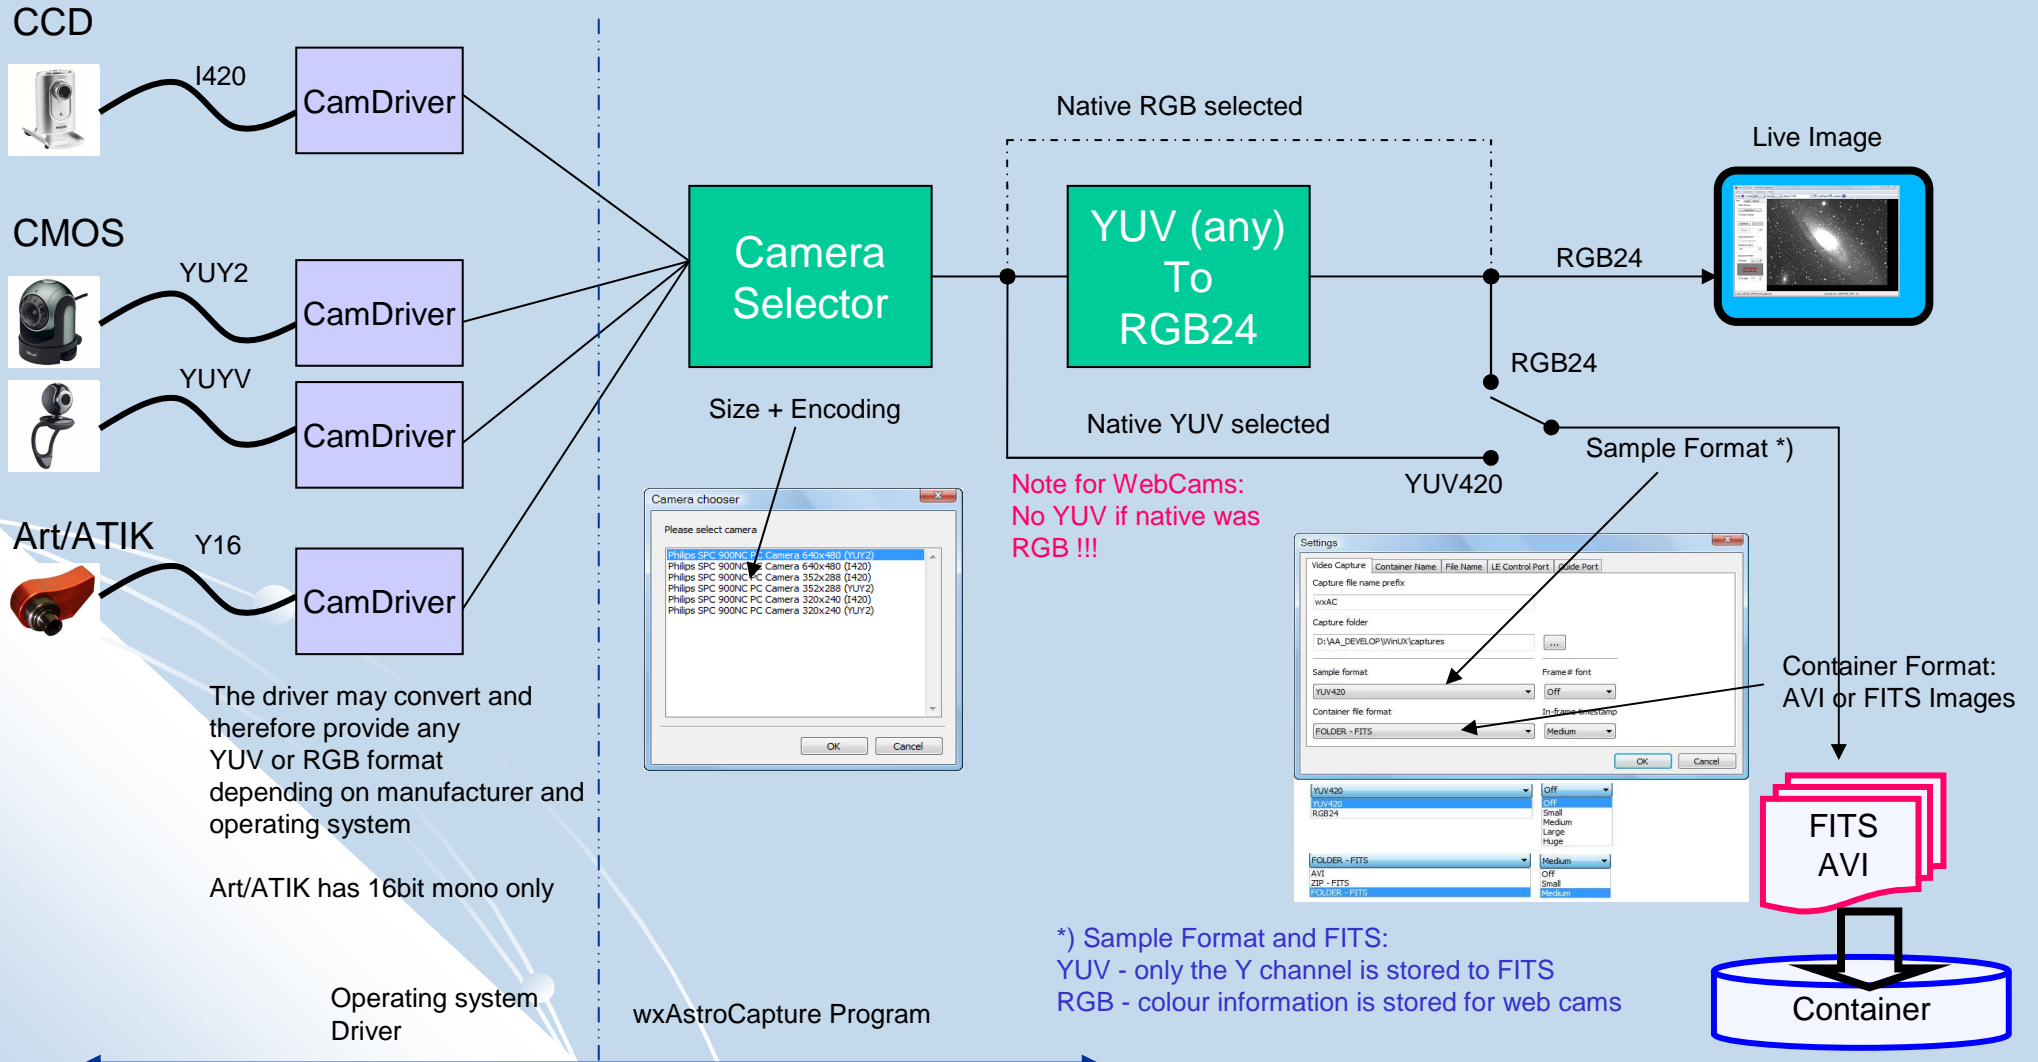 CCD
I420
CamDriver
CMOS
YUY2
CamDriver
YUYV
CamDriver
Art/ATIK
Y16
CamDriver
The driver may convert and
therefore provide any
YUV or RGB format
depending on manufacturer and
operating system
Art/ATIK has 16bit mono only
Operating system
Driver
wxAstroCapture Program
Camera
Selector
Size + Encoding
Camera chooser
Please select camera
Philips SPC 900NC PC Camera 640x480 (YUY2)
Philips SPC 900NC PC Camera 640x480 (I420)
Philips SPC 900NC PC Camera 352x288 (I420)
Philips SPC 900NC PC Camera 352x288 (YUY2)
Philips SPC 900NC PC Camera 320x240 (I420)
Philips SPC 900NC PC Camera 320x240 (YUY2)
OK
Cancel
Native RGB selected
YUV (any)
To
RGB24
Native YUV selected
Note for WebCams:
No YUV if native was
RGB !!!
YUV420
RGB24
Live Image
RGB24
Sample Format *)
Settings
Video Capture
Container Name
File Name
LE Control Port
Guide Port
Capture file name prefix
wxAC
Capture folder
D:\AA_DEVELOP\WinUX\captures
...
Sample format
Frame# font
YUV420
Off
Container file format
In-frame timestamp
FOLDER - FITS
Medium
OK
Cancel
YUV420
Off
YUV420
Off
RGB24
Small
Medium
Large
Huge
FOLDER - FITS
Medium
AVI
Off
ZIP - FITS
Small
FOLDER - FITS
Medium
Container Format:
AVI or FITS Images
FITS
AVI
Container
*) Sample Format and FITS:
YUV - only the Y channel is stored to FITS
RGB - colour information is stored for web cams